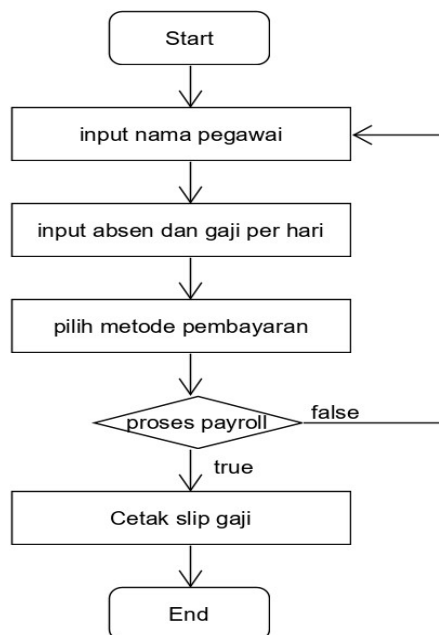 Start
input nama pegawai
input absen dan gaji per hari
pilih metode pembayaran
proses payroll
false
true
Cetak slip gaji
End